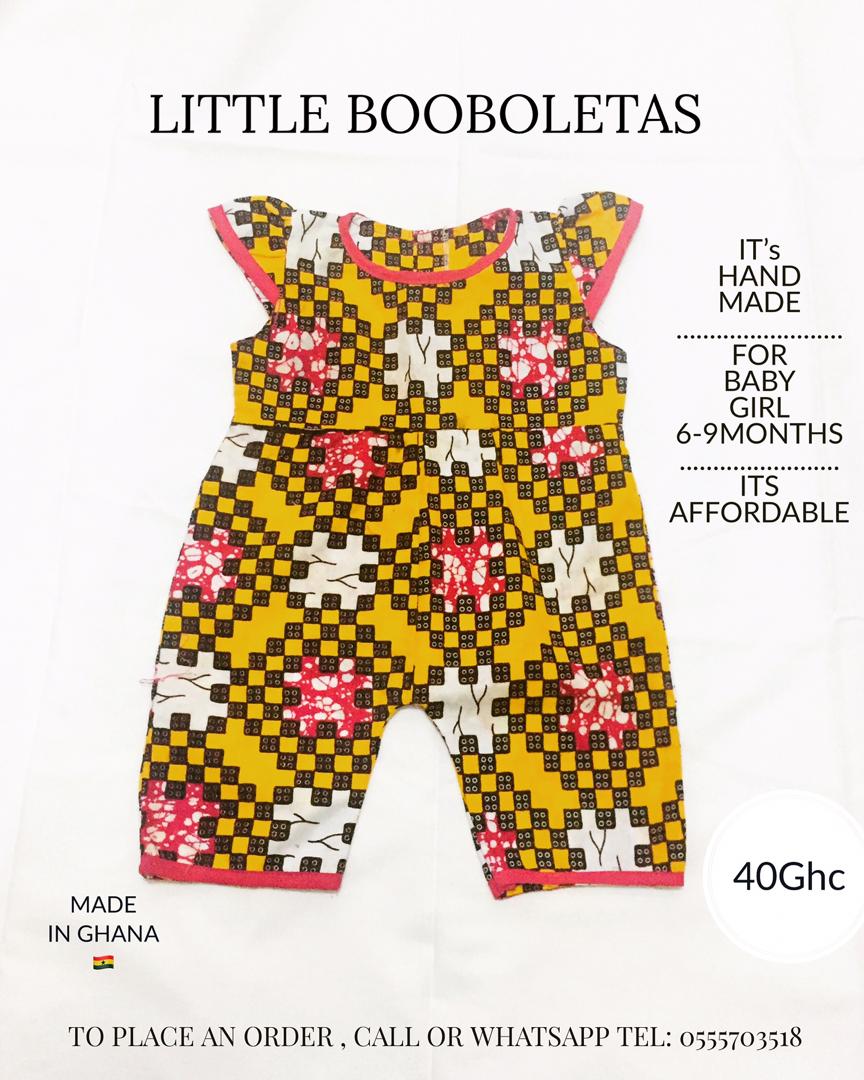 LITTLE BOOBOLETAS
IT’s
HAND
MADE
...........................
FOR
BABY
GIRL
6-9MONTHS
..........................
ITS
AFFORDABLE
40Ghc
MADE
IN GHANA
🇬🇭
TO PLACE AN ORDER , CALL OR WHATSAPP TEL: 0555703518